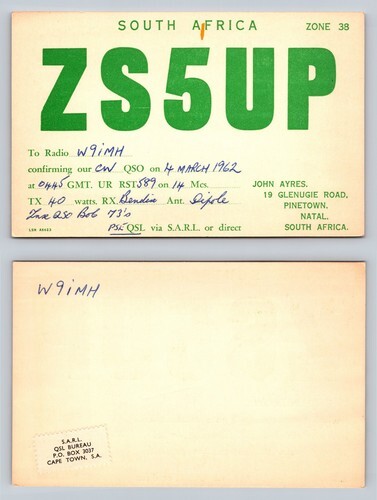 SOUTH AFRICA
ZONE 38
ZS5UP
To Radio W9iMH
confirming our CW QSO on 4 MARCH 1962
at 0445 GMT. UR RST 589 on 14 Mcs.
TX 40 watts. RX. Bendix Ant. Dipole
Tnx QSO Bob 73's
PSE QSL via S.A.R.L. or direct
JOHN AYRES.
19 GLENUGIE ROAD,
PINETOWN,
NATAL,
SOUTH AFRICA.
W9iMH
S.A.R.L.
QSL BUREAU
P.O. BOX 3037
CAPE TOWN, S.A.